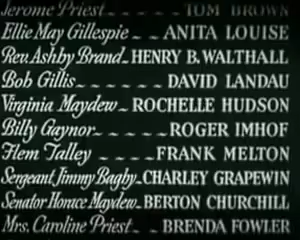 Jerome Priest TOM BROWN
Ellie May Gillespie ANITA LOUISE
Rev. Ashby Brand HENRY B. WALTHALL
Bob Gillis DAVID LANDAU
Virginia Maydew ROCHELLE HUDSON
Billy Gaynor ROGER IMHOF
Flem Talley FRANK MELTON
Sergeant Jimmy Bagby CHARLEY GRAPEWIN
Senator Horace Maydew BERTON CHURCHILL
Mrs. Caroline Priest BRENDA FOWLER